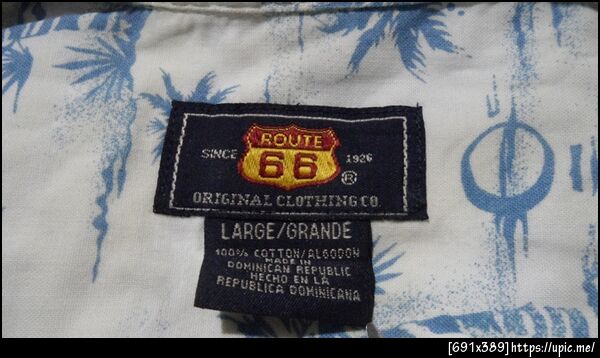 ROUTE
SINCE 66 1926
®
ORIGINAL CLOTHING CO.
LARGE/GRANDE
100% COTTON/ALGODON
MADE IN
DOMINICAN REPUBLIC
HECHO EN LA
REPUBLICA DOMINICANA
[691x389]https://upic.me/